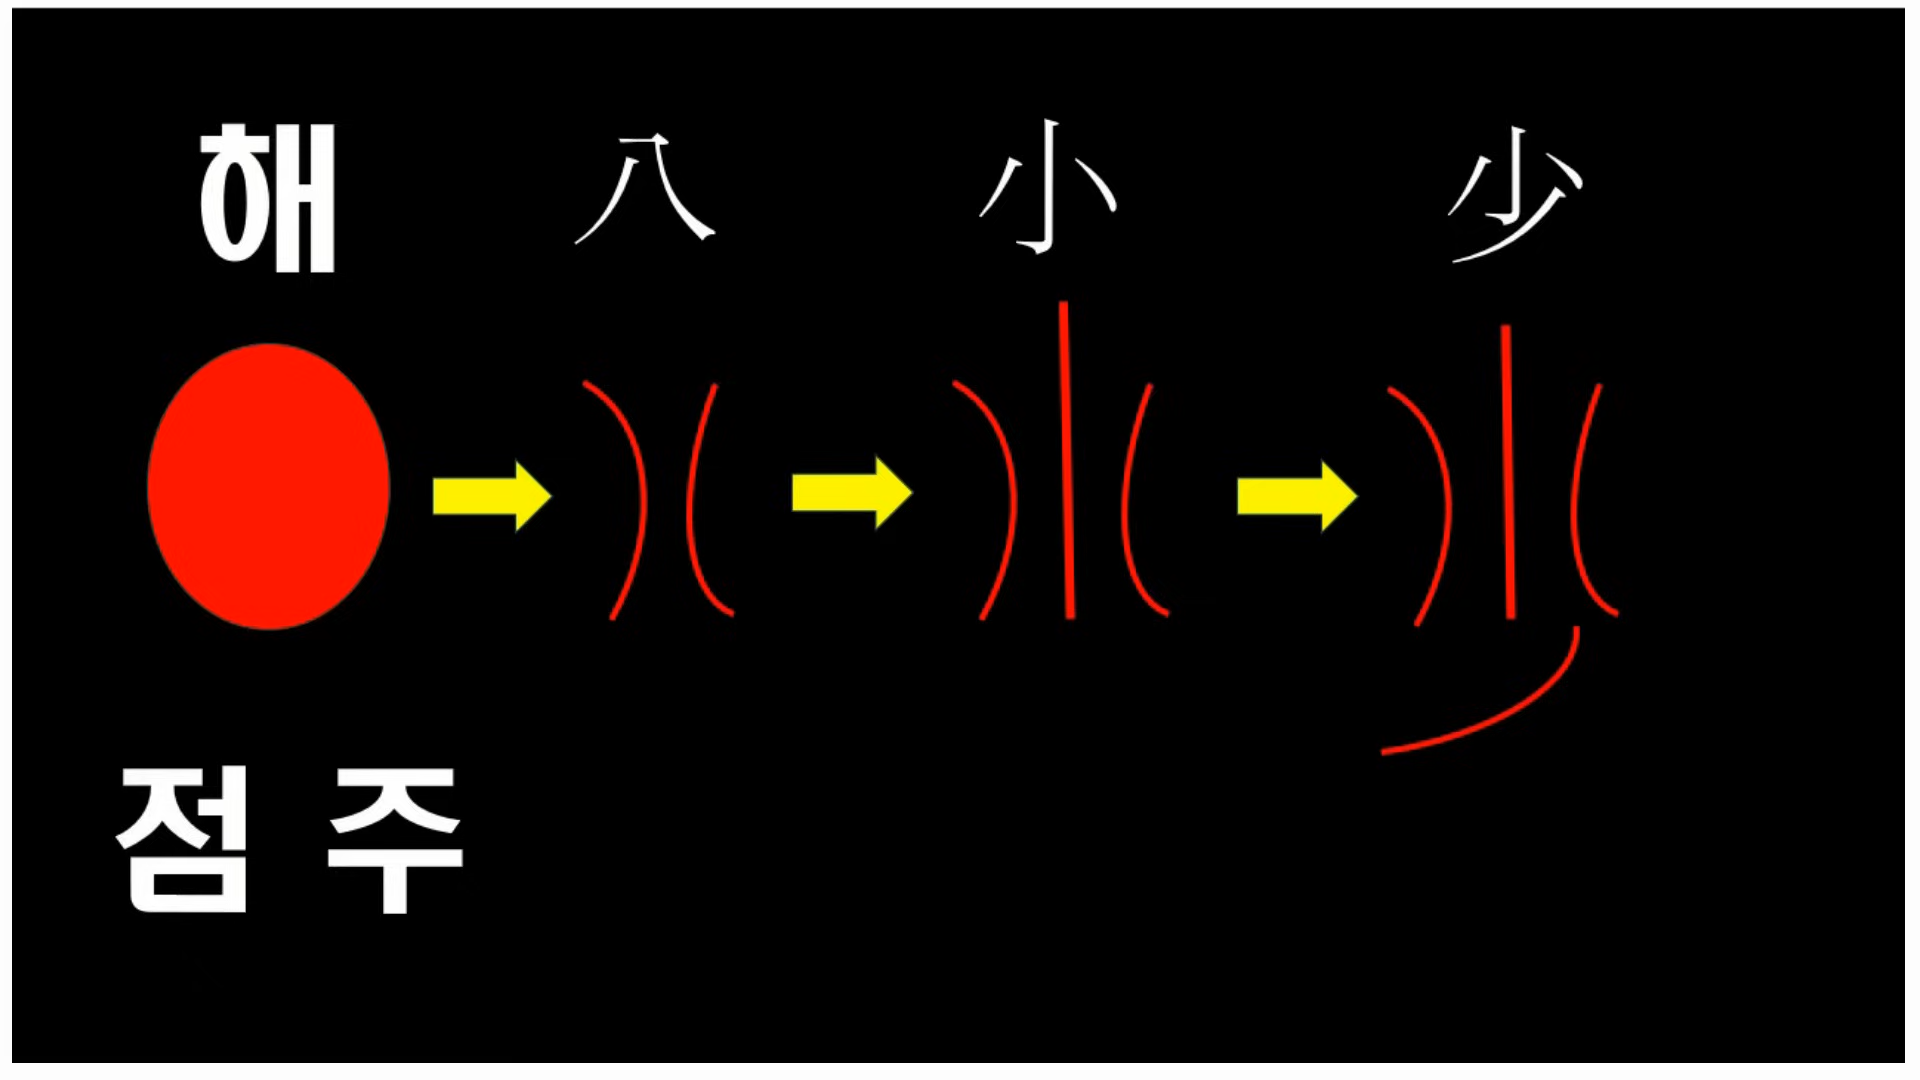 해 八 小 少
점 주